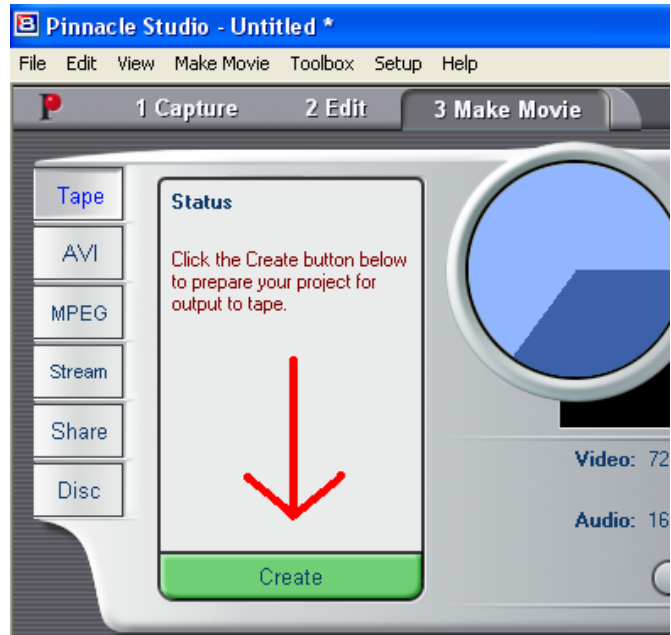 Pinnacle Studio - Untitled *
File Edit View Make Movie Toolbox Setup Help
1 Capture 2 Edit 3 Make Movie
Tape
AVI
MPEG
Stream
Share
Disc
Status
Click the Create button below
to prepare your project for
output to tape.
Create
Video: 72
Audio: 16